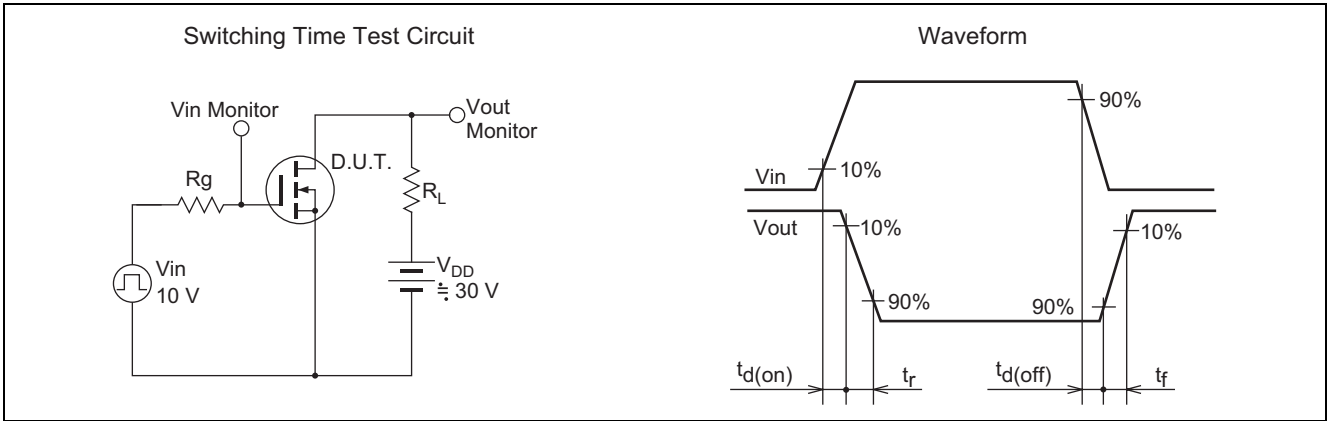 Switching Time Test Circuit
Waveform
Vin Monitor
Vout
Monitor
D.U.T.
Rg
RL
Vin
10 V
VDD
≒ 30 V
90%
Vin
10%
Vout
10%
10%
90%
90%
td(on)
tr
td(off)
tf